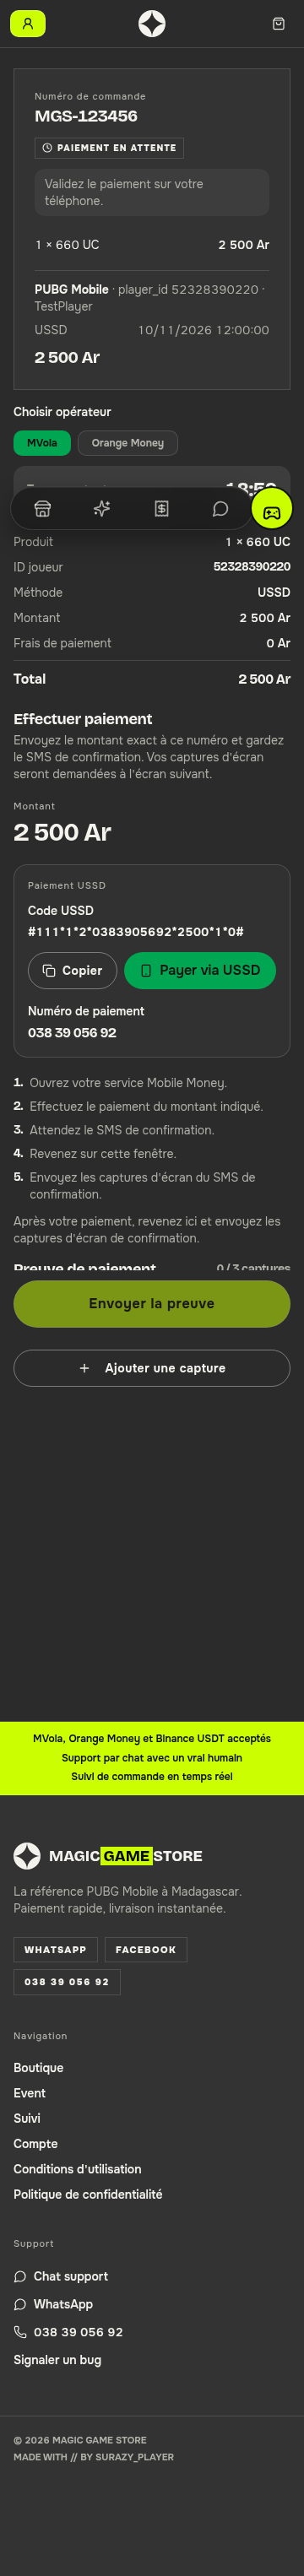 Numéro de commande
MGS-123456
PAIEMENT EN ATTENTE
Validez le paiement sur votre
téléphone.
1 × 660 UC 2 500 Ar
PUBG Mobile · player_id 52328390220 ·
TestPlayer
USSD 10/11/2026 12:00:00
2 500 Ar
Choisir opérateur
MVola Orange Money
Produit 1 × 660 UC
ID joueur 52328390220
Méthode USSD
Montant 2 500 Ar
Frais de paiement 0 Ar
Total 2 500 Ar
Effectuer paiement
Envoyez le montant exact à ce numéro et gardez
le SMS de confirmation. Vos captures d'écran
seront demandées à l'écran suivant.
Montant
2 500 Ar
Paiement USSD
Code USSD
#111*1*2*0383905692*2500*1*0#
Copier Payer via USSD
Numéro de paiement
038 39 056 92
1. Ouvrez votre service Mobile Money.
2. Effectuez le paiement du montant indiqué.
3. Attendez le SMS de confirmation.
4. Revenez sur cette fenêtre.
5. Envoyez les captures d'écran du SMS de
confirmation.
Après votre paiement, revenez ici et envoyez les
captures d'écran de confirmation.
Preuve de paiement 0 / 3 captures
Envoyer la preuve
+ Ajouter une capture
MVola, Orange Money et Binance USDT acceptés
Support par chat avec un vrai humain
Suivi de commande en temps réel
MAGIC GAME STORE
La référence PUBG Mobile à Madagascar.
Paiement rapide, livraison instantanée.
WHATSAPP FACEBOOK
038 39 056 92
Navigation
Boutique
Event
Suivi
Compte
Conditions d'utilisation
Politique de confidentialité
Support
Chat support
WhatsApp
038 39 056 92
Signaler un bug
© 2026 MAGIC GAME STORE
MADE WITH // BY SURAZY_PLAYER